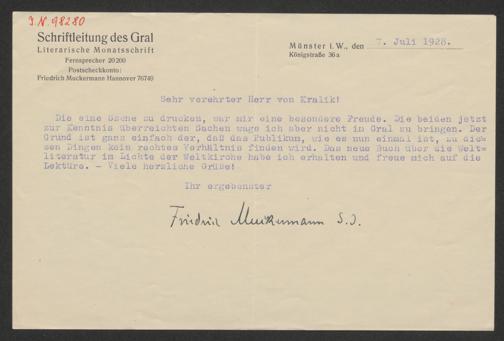 J.N. 98280
Schriftleitung des Gral
Literarische Monatsschrift
Fernsprecher 20200
Postscheckkonto:
Friedrich Muckermann Hannover 70740
Münster i. W., den 7. Juli 1928.
Königstraße 36a
Sehr verehrter Herr von Kralik!
Die eine Sache zu drucken, war mir eine besondere Freude. Die beiden jetzt
zur Kenntnis überreichten Sachen wage ich aber nicht in Gral zu bringen. Der
Grund ist ganz einfach der, daß das Publikum, wie es nun einmal ist, zu die=
sen Dingen kein rechtes Verhältnis finden wird. Das neue Buch über die Welt=
literatur im Lichte der Weltkirche habe ich erhalten und freue mich auf die
Lektüre. - Viele herzliche Grüße!
Ihr ergebenster
Friedrich Muckermann S.J.